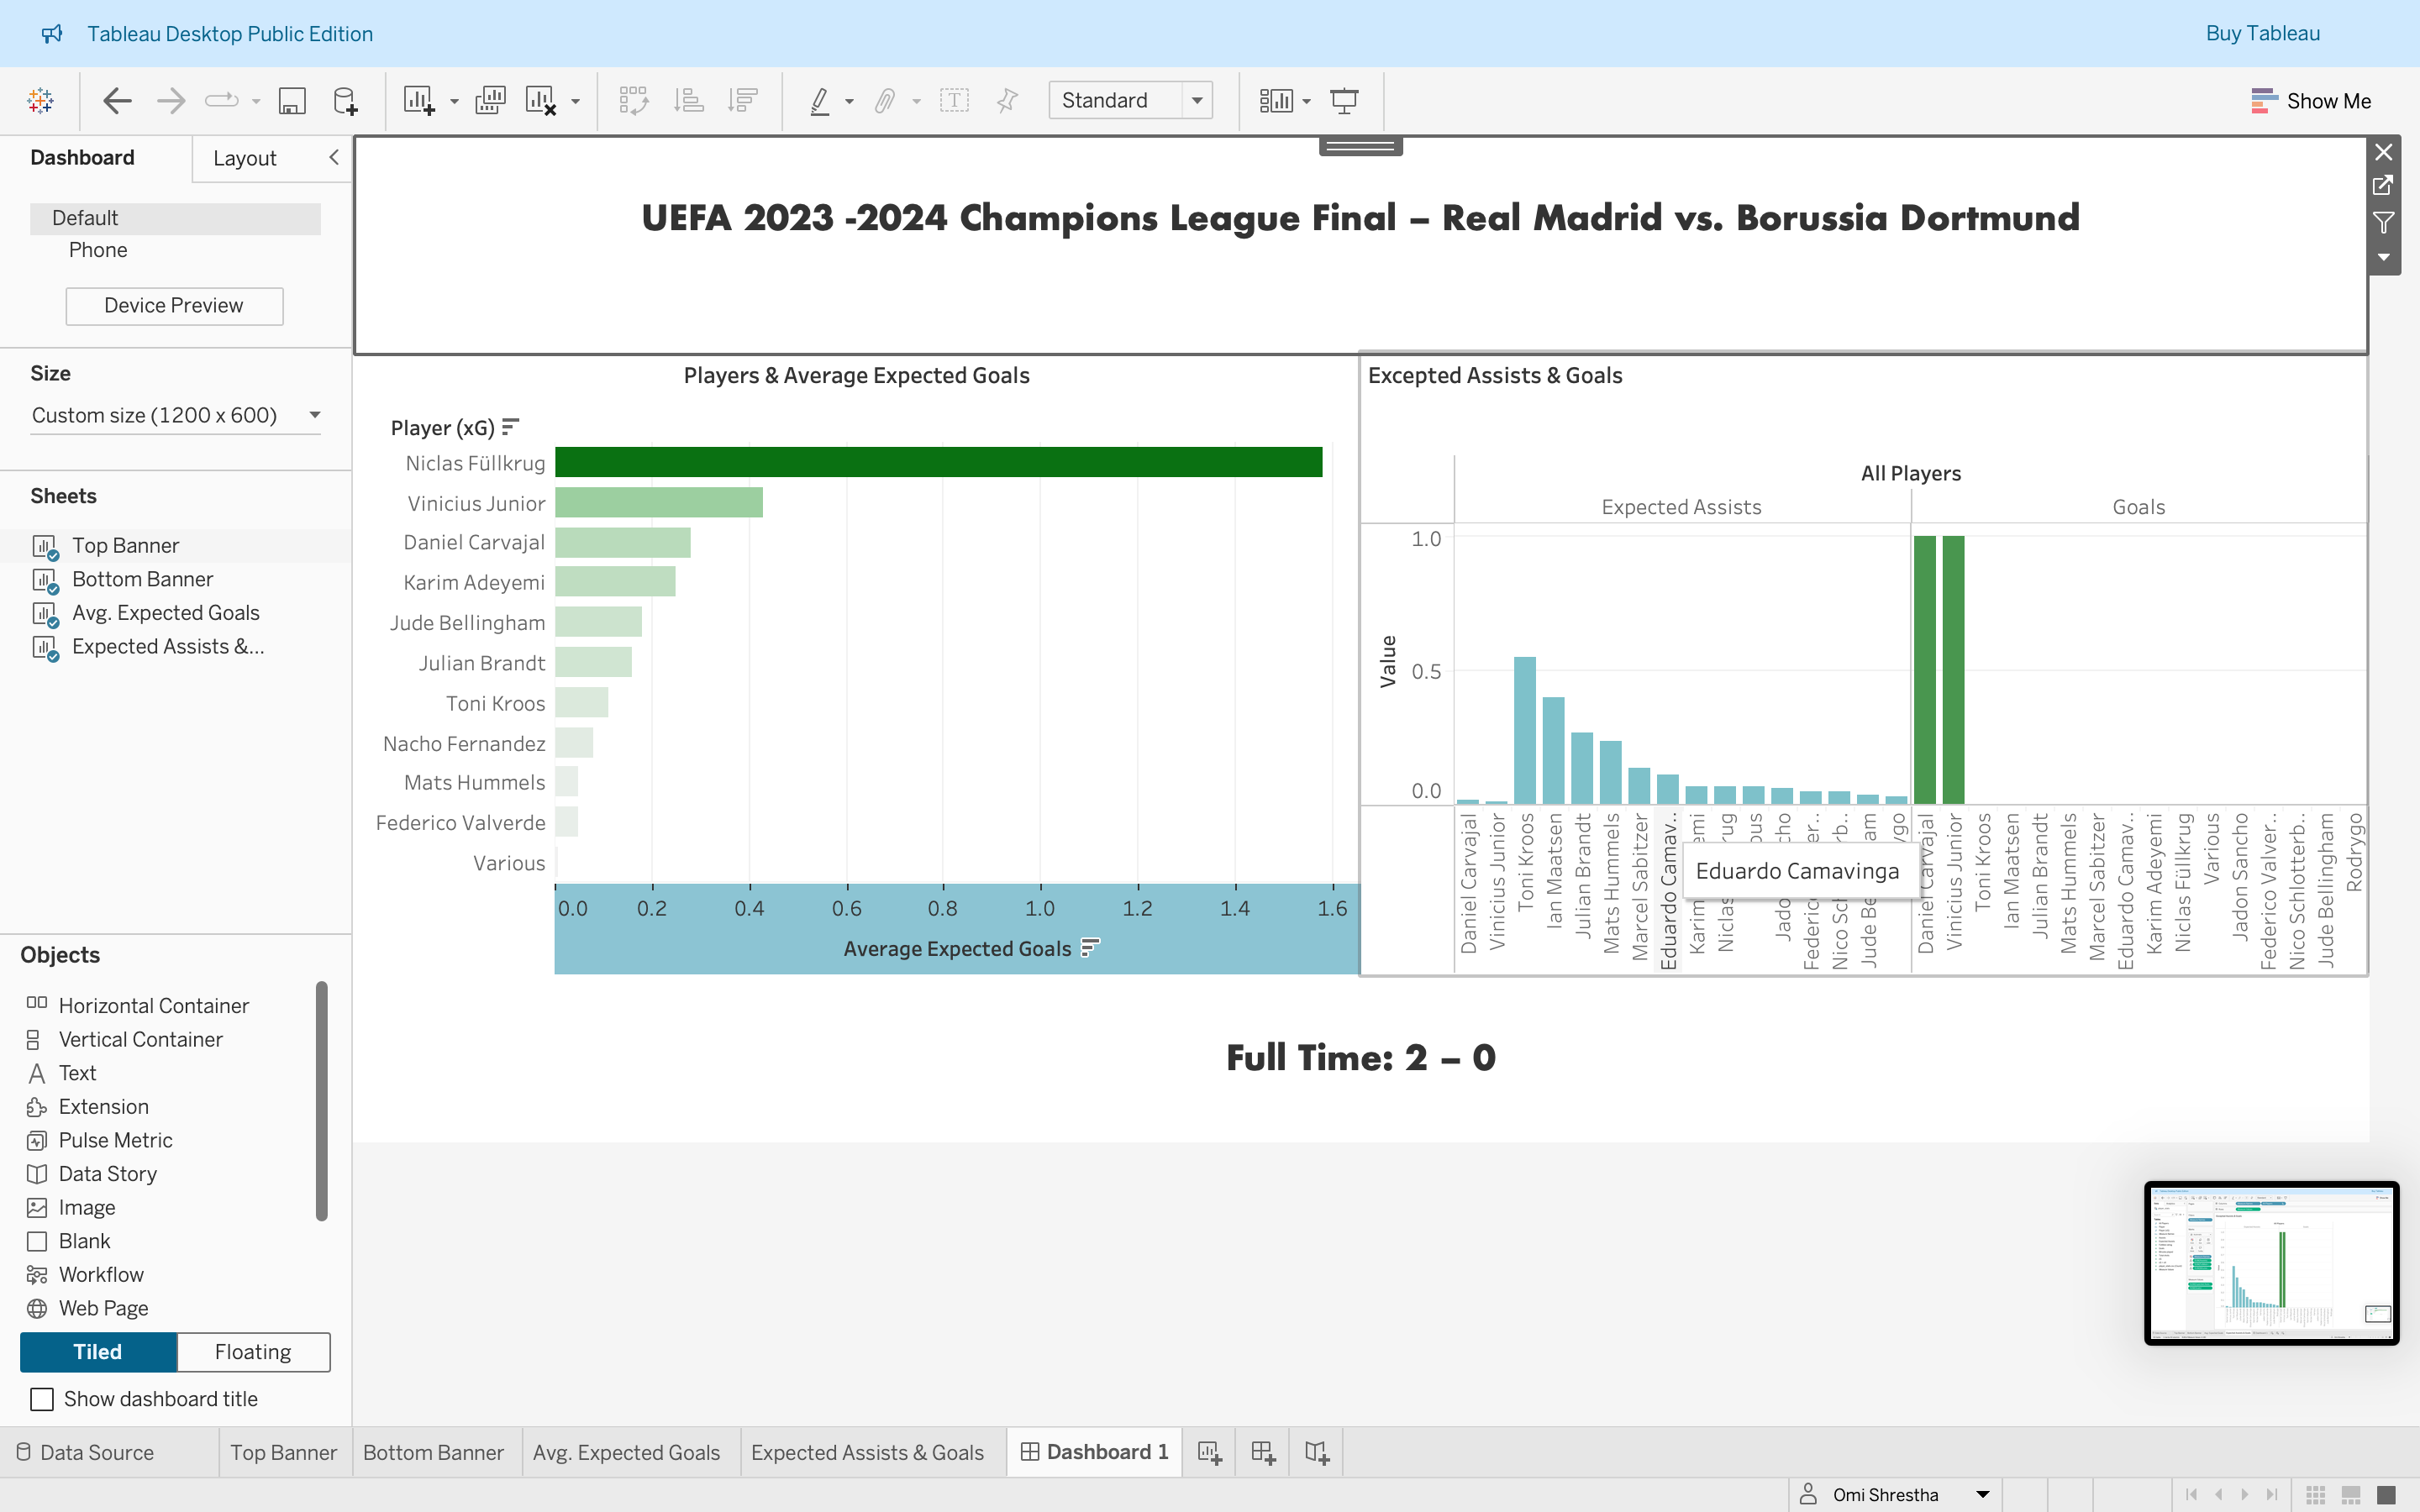 Tableau Desktop Public Edition
Buy Tableau
Standard
Show Me
Dashboard
Layout
Default
Phone
Device Preview
Size
Custom size (1200 x 600)
Sheets
Top Banner
Bottom Banner
Avg. Expected Goals
Expected Assists &...
Objects
Horizontal Container
Vertical Container
Text
Extension
Pulse Metric
Data Story
Image
Blank
Workflow
Web Page
Tiled
Floating
Show dashboard title
UEFA 2023 -2024 Champions League Final – Real Madrid vs. Borussia Dortmund
Players & Average Expected Goals
Player (xG)
Niclas Füllkrug
Vinicius Junior
Daniel Carvajal
Karim Adeyemi
Jude Bellingham
Julian Brandt
Toni Kroos
Nacho Fernandez
Mats Hummels
Federico Valverde
Various
0.0 0.2 0.4 0.6 0.8 1.0 1.2 1.4 1.6
Average Expected Goals
Excepted Assists & Goals
All Players
Expected Assists
Goals
Value
1.0
0.5
0.0
Daniel Carvajal
Vinicius Junior
Toni Kroos
Ian Maatsen
Julian Brandt
Mats Hummels
Marcel Sabitzer
Eduardo Camav..
Eduardo Camavinga
Daniel Carvajal
Vinicius Junior
Toni Kroos
Ian Maatsen
Julian Brandt
Mats Hummels
Marcel Sabitzer
Eduardo Camav..
Karim Adeyemi
Niclas Füllkrug
Various
Jadon Sancho
Federico Valver..
Nico Schlotterb..
Jude Bellingham
Rodrygo
Full Time: 2 – 0
Data Source
Top Banner
Bottom Banner
Avg. Expected Goals
Expected Assists & Goals
Dashboard 1
Omi Shrestha